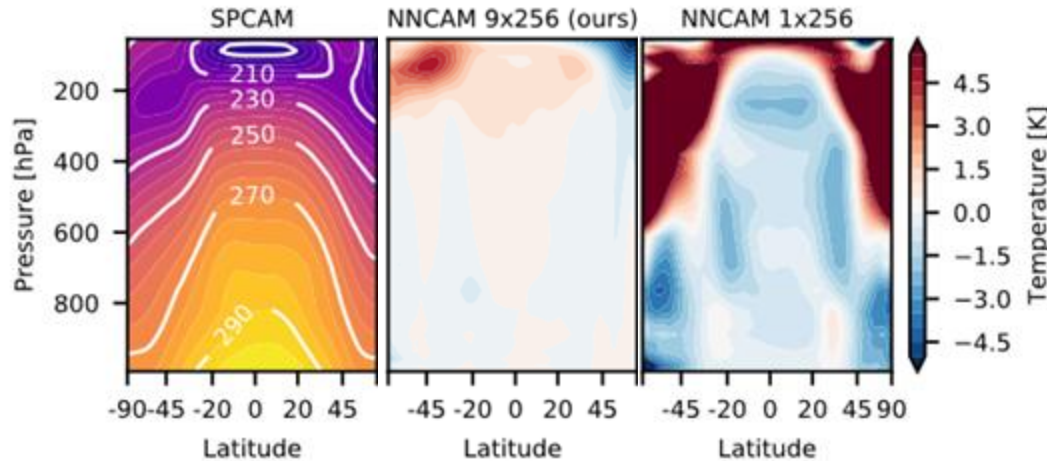 SPCAM
NNCAM 9x256 (ours)
NNCAM 1x256
Pressure [hPa]
200
400
600
800
210
230
250
270
290
-90 -45 -20 0 20 45
-45 -20 0 20 45
-45 -20 0 20 45 90
Latitude
Latitude
Latitude
4.5
3.0
1.5
0.0
−1.5
−3.0
−4.5
Temperature [K]